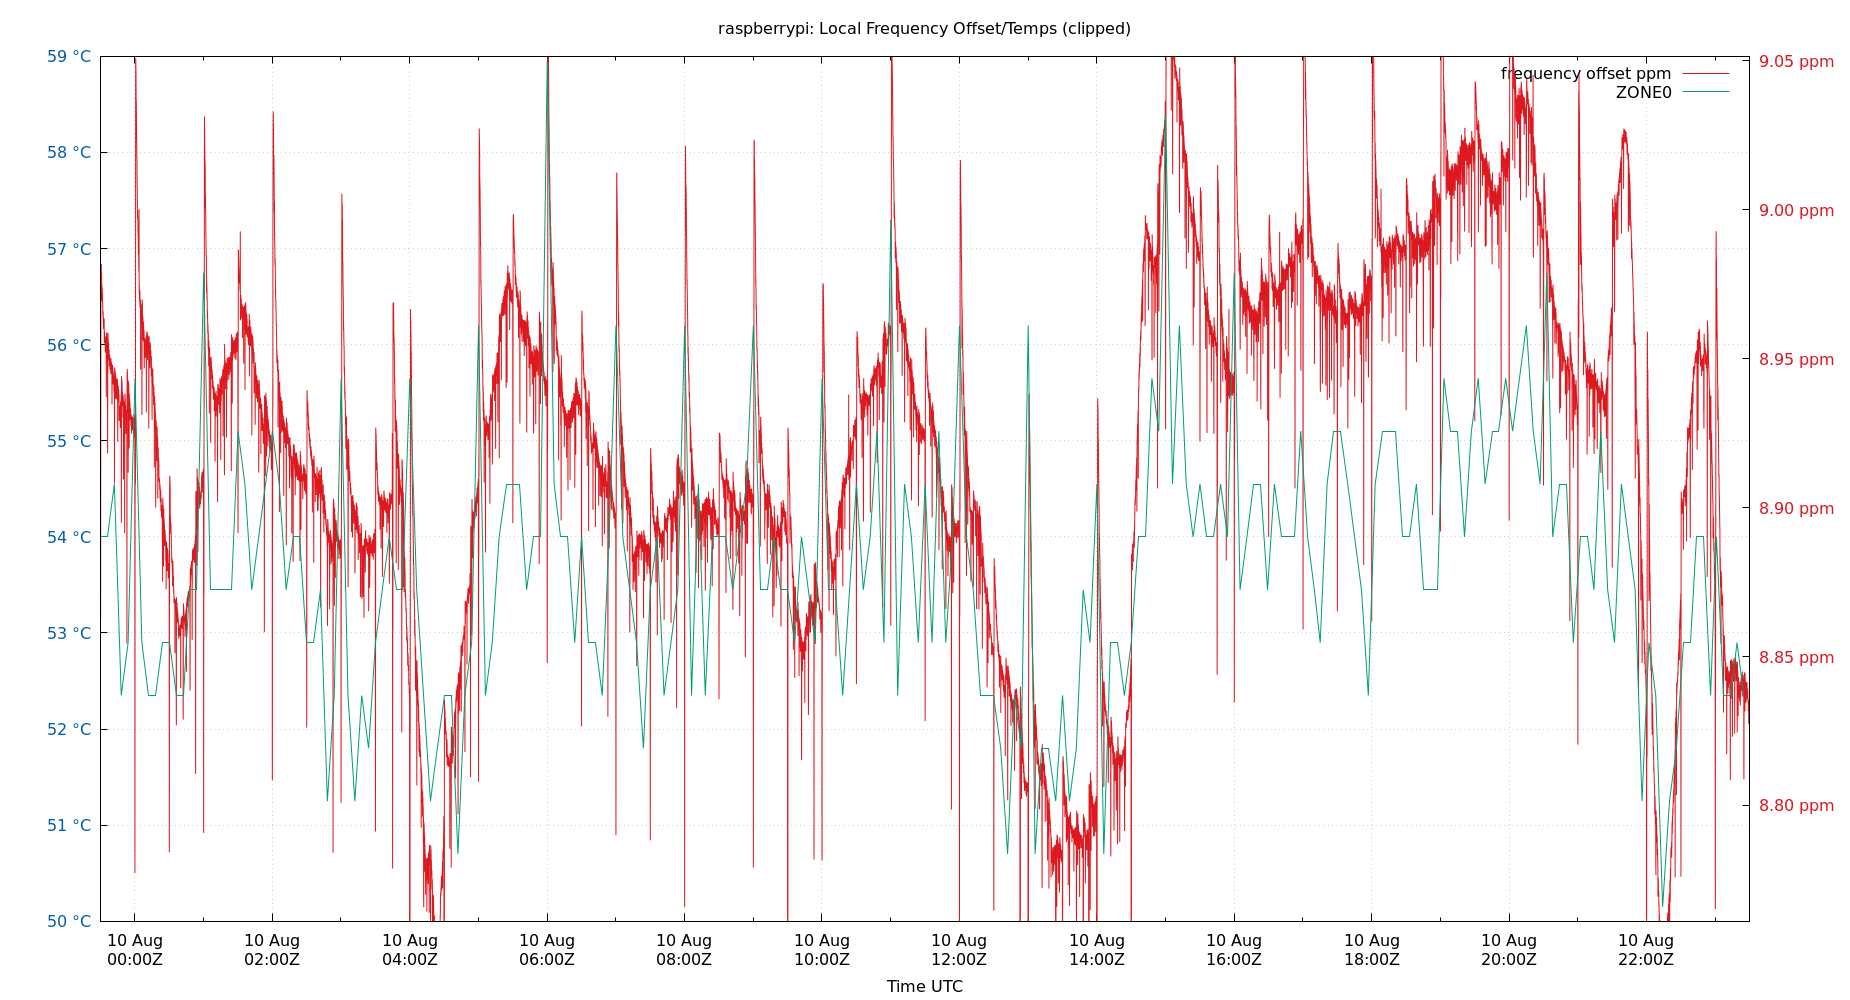 raspberrypi: Local Frequency Offset/Temps (clipped)
59 °C
58 °C
57 °C
56 °C
55 °C
54 °C
53 °C
52 °C
51 °C
50 °C
9.05 ppm
9.00 ppm
8.95 ppm
8.90 ppm
8.85 ppm
8.80 ppm
frequency offset ppm
ZONE0
10 Aug 10 Aug 10 Aug 10 Aug 10 Aug 10 Aug 10 Aug 10 Aug 10 Aug 10 Aug 10 Aug 10 Aug
00:00Z 02:00Z 04:00Z 06:00Z 08:00Z 10:00Z 12:00Z 14:00Z 16:00Z 18:00Z 20:00Z 22:00Z
Time UTC